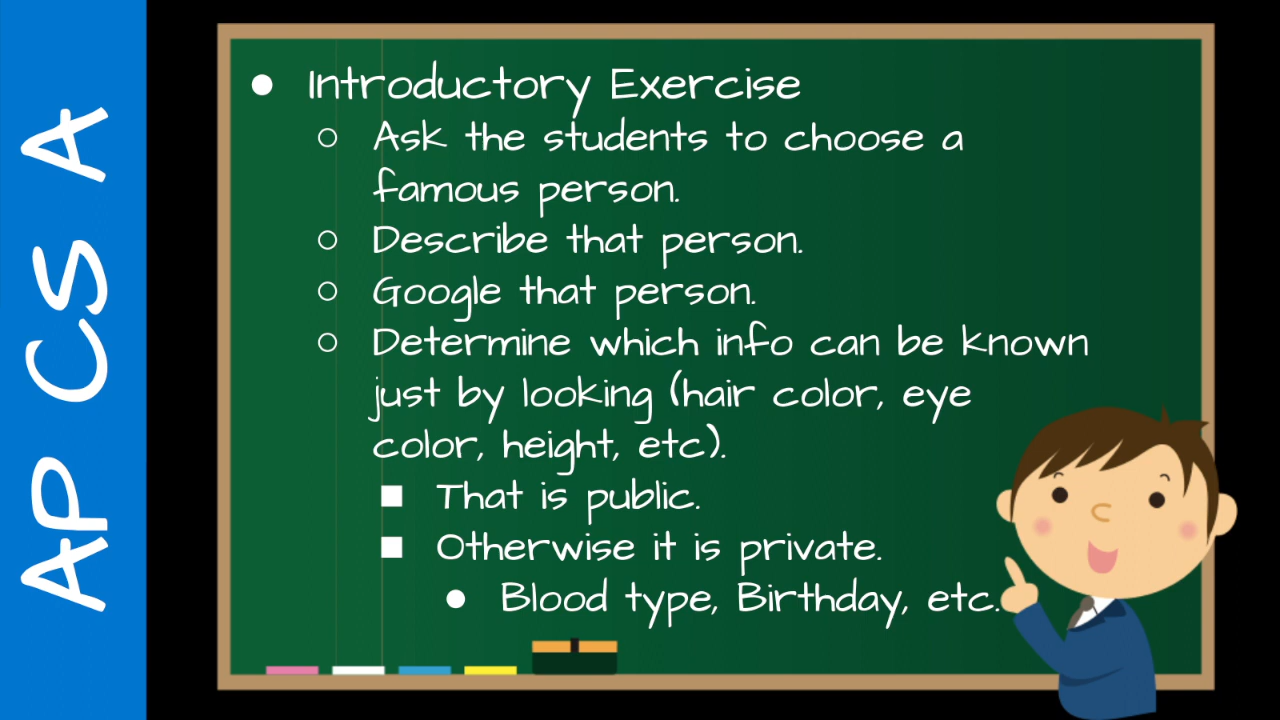 AP CS A
● Introductory Exercise
○ Ask the students to choose a
famous person.
○ Describe that person.
○ Google that person.
○ Determine which info can be known
just by looking (hair color, eye
color, height, etc).
■ That is public.
■ Otherwise it is private.
● Blood type, Birthday, etc.